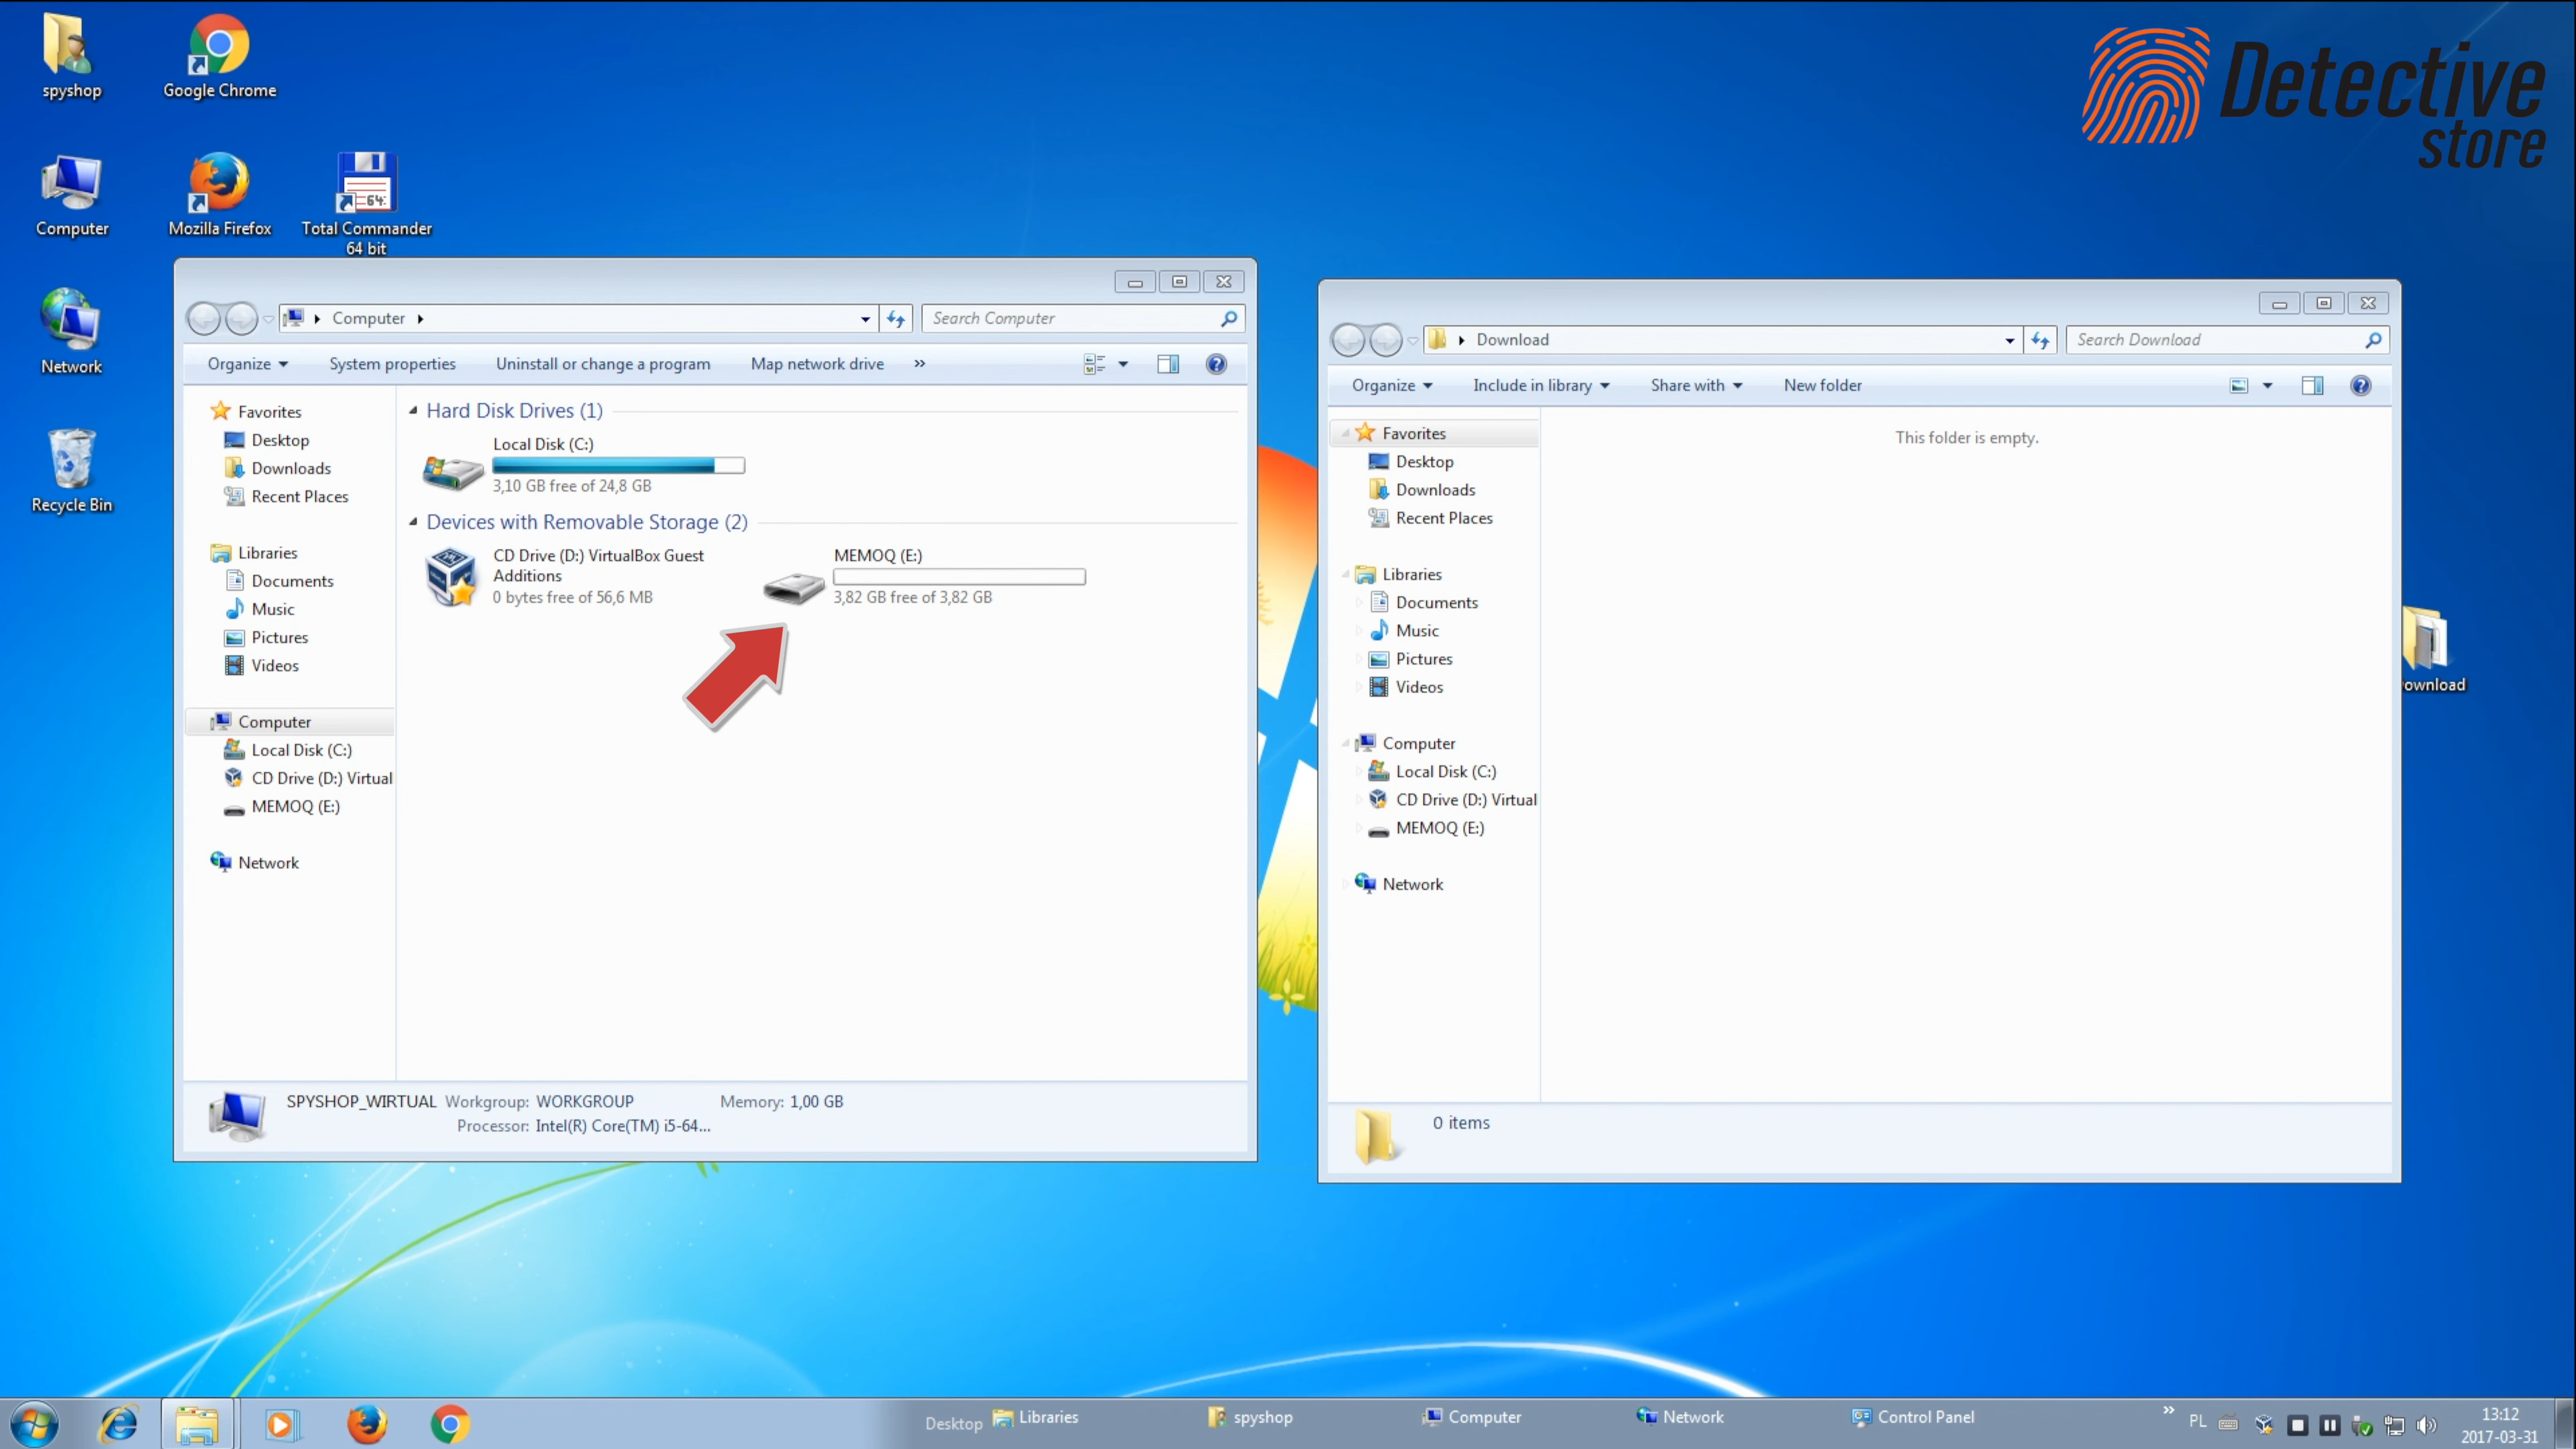 spyshop
Google Chrome
Detective
store
Computer
Mozilla Firefox
Total Commander
64 bit
64
Network
Recycle Bin
Computer
Search Computer
Organize
System properties
Uninstall or change a program
Map network drive
»
Favorites
Desktop
Downloads
Recent Places
Libraries
Documents
Music
Pictures
Videos
Computer
Local Disk (C:)
CD Drive (D:) Virtual
MEMOQ (E:)
Network
Hard Disk Drives (1)
Local Disk (C:)
3,10 GB free of 24,8 GB
Devices with Removable Storage (2)
CD Drive (D:) VirtualBox Guest
Additions
0 bytes free of 56,6 MB
MEMOQ (E:)
3,82 GB free of 3,82 GB
SPYSHOP_WIRTUAL Workgroup: WORKGROUP Memory: 1,00 GB
Processor: Intel(R) Core(TM) i5-64...
Download
Search Download
Organize
Include in library
Share with
New folder
Favorites
Desktop
Downloads
Recent Places
Libraries
Documents
Music
Pictures
Videos
Computer
Local Disk (C:)
CD Drive (D:) Virtual
MEMOQ (E:)
Network
This folder is empty.
0 items
ownload
Desktop
Libraries
spyshop
Computer
Network
Control Panel
»
PL
13:12
2017-03-31